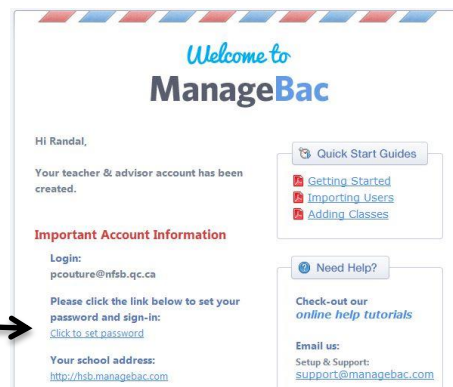 Welcome to
ManageBac
Hi Randal,
Your teacher & advisor account has been
created.
Important Account Information
Login:
pcouture@nfsb.qc.ca
Please click the link below to set your
password and sign-in:
Click to set password
Your school address:
http://hsb.managebac.com
Quick Start Guides
Getting Started
Importing Users
Adding Classes
Need Help?
Check-out our
online help tutorials
Email us:
Setup & Support:
support@managebac.com